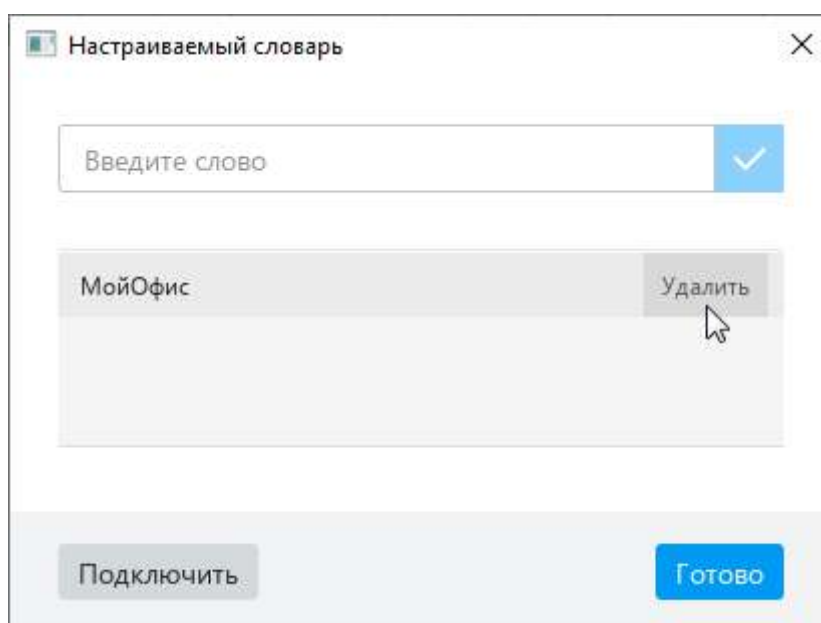 Настраиваемый словарь
Введите слово
МойОфис Удалить
Подключить Готово